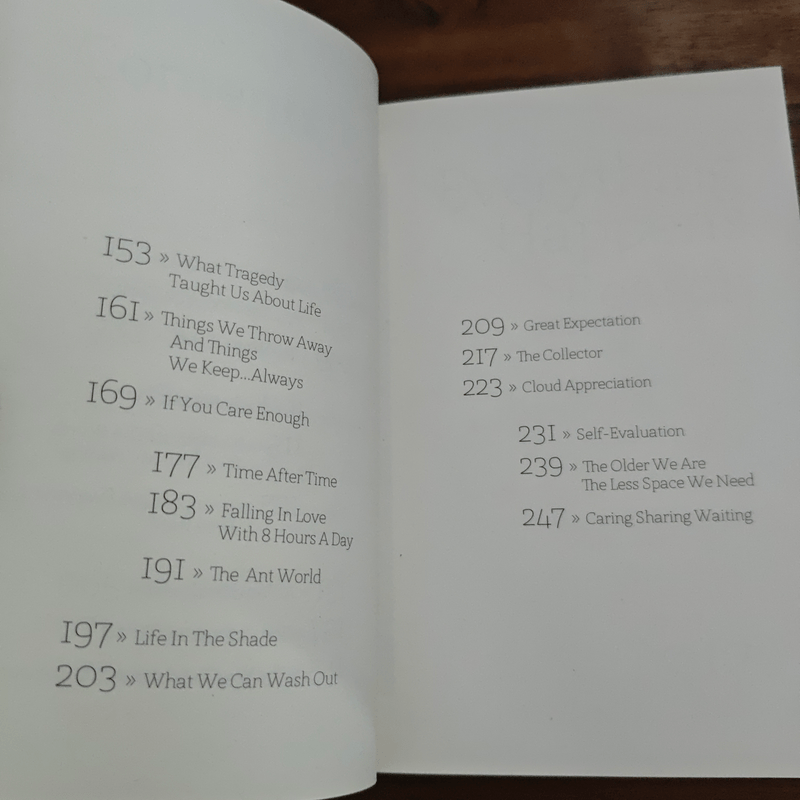 153 » What Tragedy
Taught Us About Life
161 » Things We Throw Away
And Things
We Keep...Always
169 » If You Care Enough
177 » Time After Time
183 » Falling In Love
With 8 Hours A Day
191 » The Ant World
197 » Life In The Shade
203 » What We Can Wash Out
209 » Great Expectation
217 » The Collector
223 » Cloud Appreciation
231 » Self-Evaluation
239 » The Older We Are
The Less Space We Need
247 » Caring Sharing Waiting